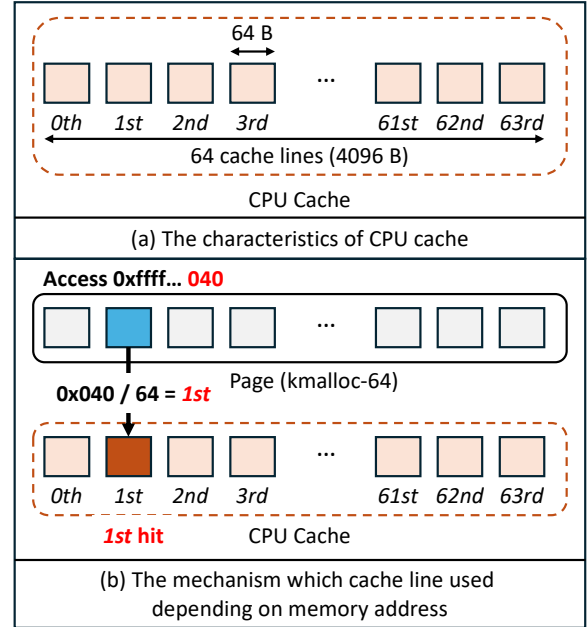 64 B
...
0th 1st 2nd 3rd 61st 62nd 63rd
64 cache lines (4096 B)
CPU Cache
(a) The characteristics of CPU cache
Access 0xffff... 040
...
Page (kmalloc-64)
0x040 / 64 = 1st
...
0th 1st 2nd 3rd 61st 62nd 63rd
1st hit
CPU Cache
(b) The mechanism which cache line used
depending on memory address